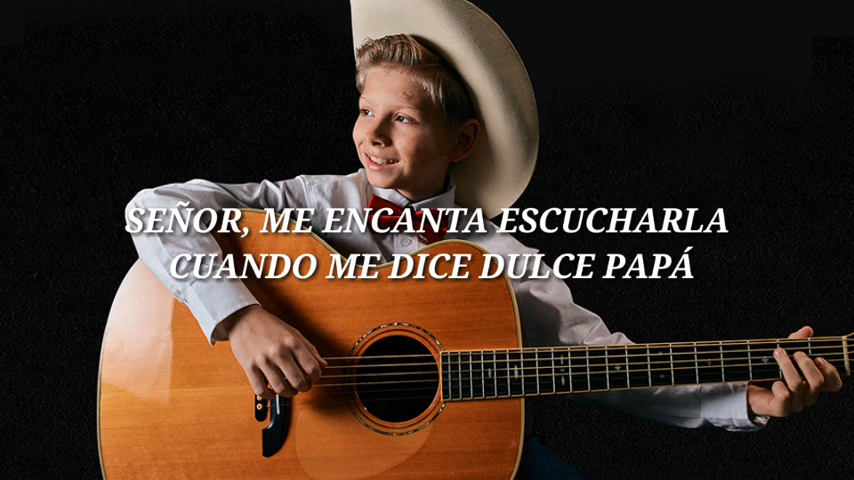 SEÑOR, ME ENCANTA ESCUCHARLA
CUANDO ME DICE DULCE PAPÁ